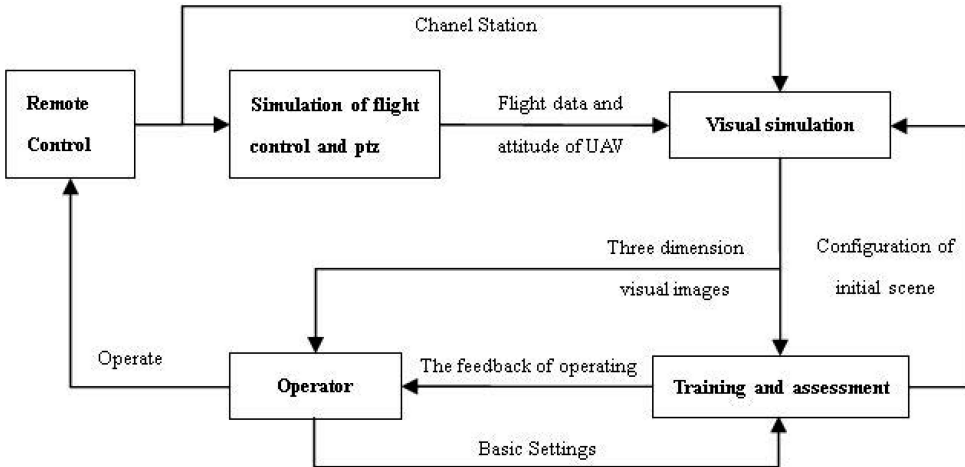 Chanel Station
Remote
Control
Simulation of flight
control and ptz
Flight data and
attitude of UAV
Visual simulation
Three dimension
visual images
Configuration of
initial scene
Operate
Operator
The feedback of operating
Training and assessment
Basic Settings